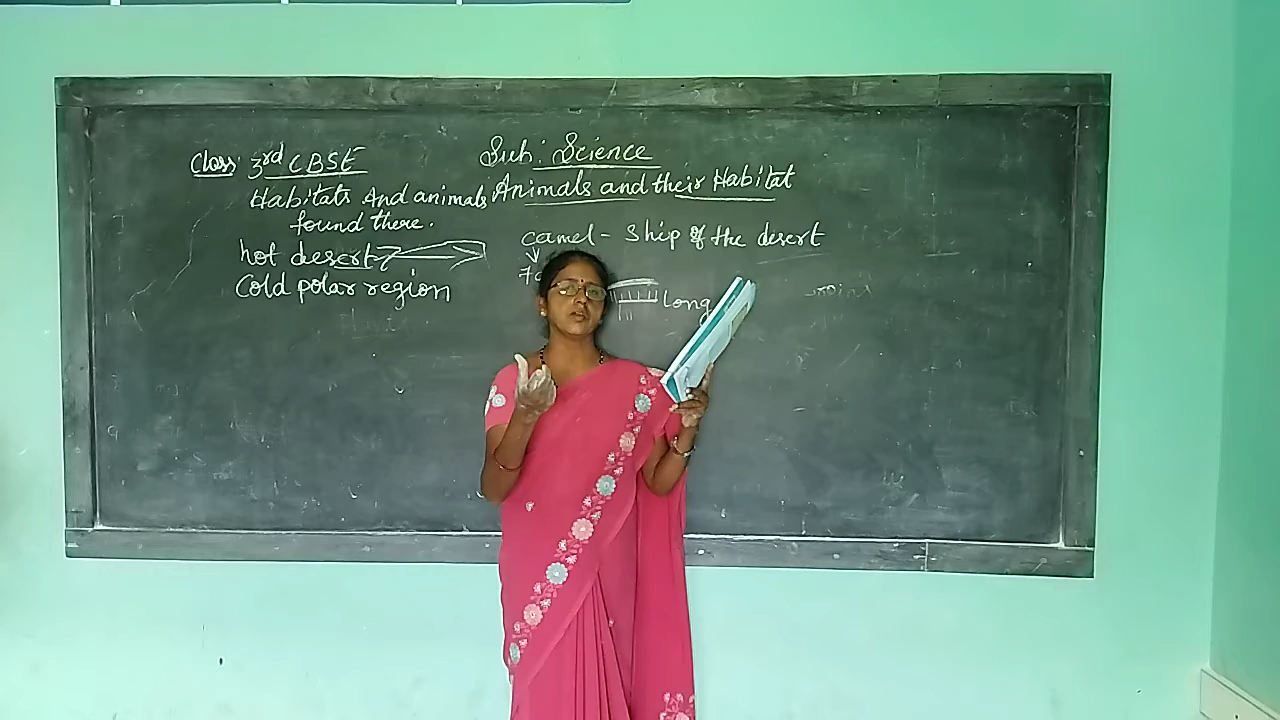 Class: 3rd CBSE
Sub: Science
Habitats And animals
found there.
Animals and their Habitat
hot desert
camel - Ship of the desert
cold polar region
long